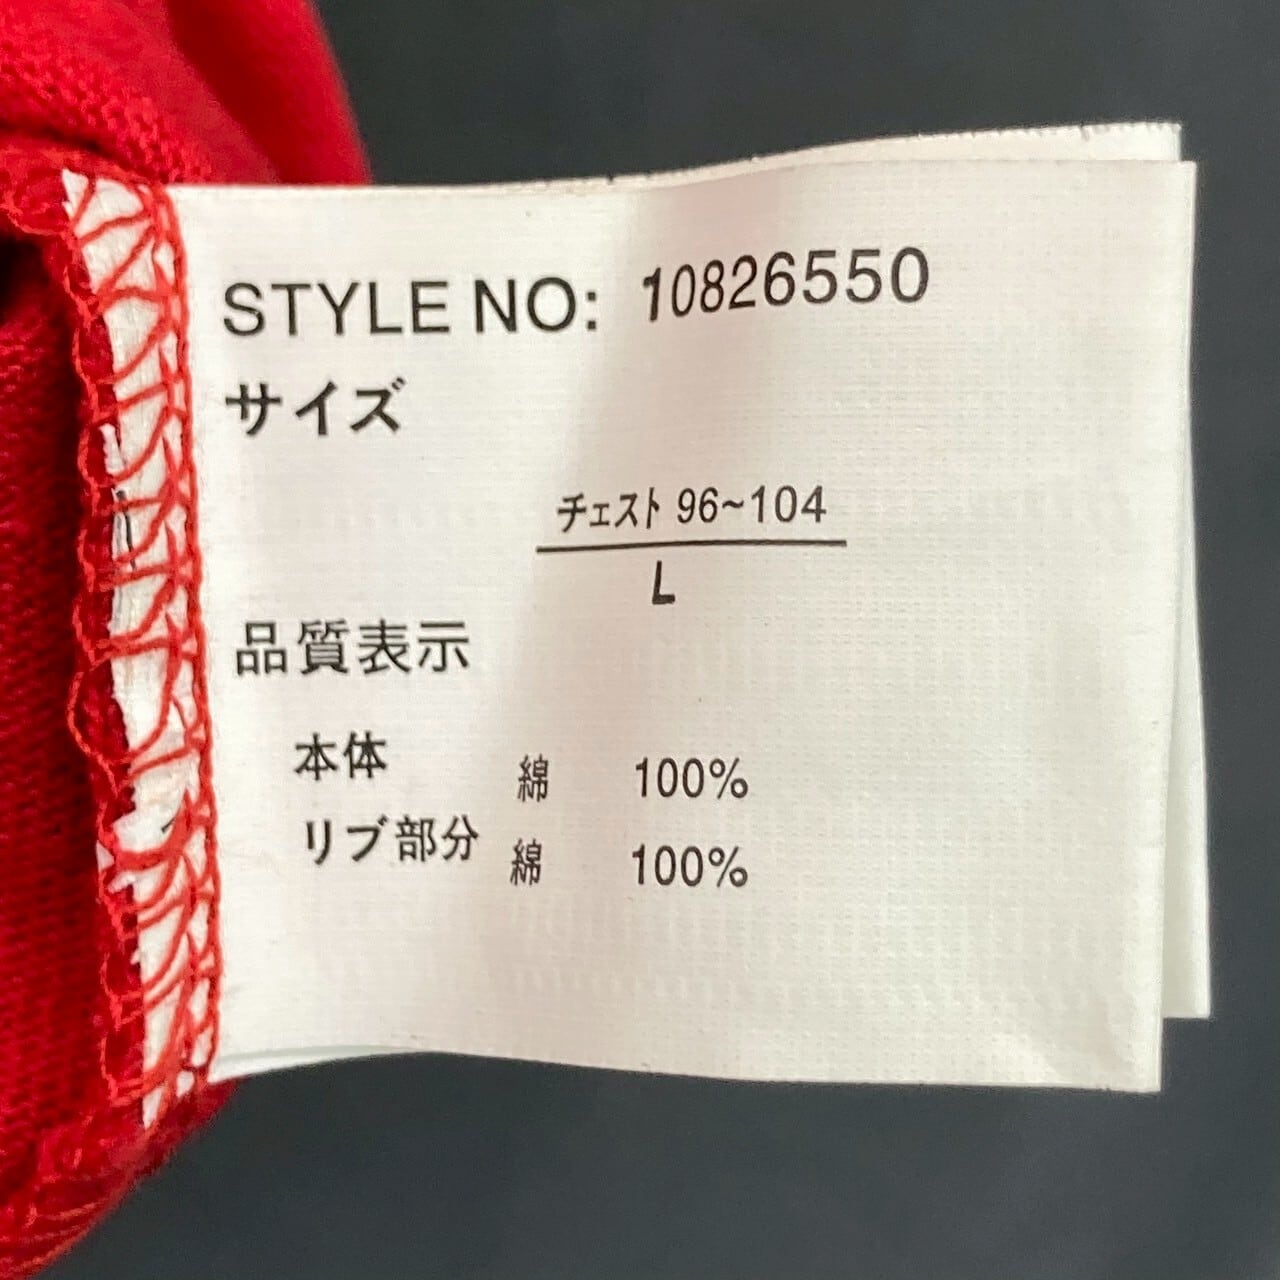 STYLE NO: 10826550
サイズ
チェスト 96~104
L
品質表示
本体 綿 100%
リブ部分 綿 100%